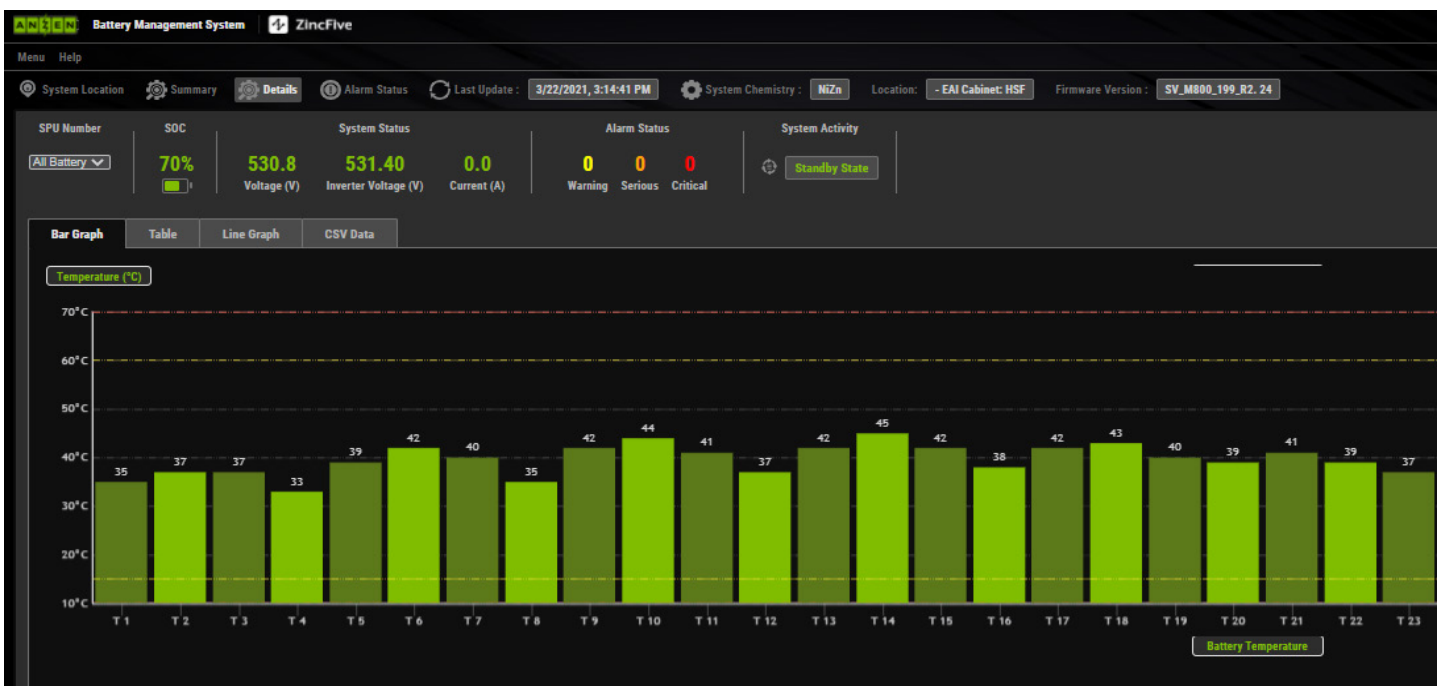 ANZEN Battery Management System ZincFive
Menu Help
System Location Summary Details Alarm Status Last Update : 3/22/2021, 3:14:41 PM System Chemistry : NiZn Location: - EAI Cabinet: HSF Firmware Version : SV_M800_199_R2. 24
SPU Number SOC System Status Alarm Status System Activity
All Battery 70% 530.8 531.40 0.0 0 0 0 Standby State
Voltage (V) Inverter Voltage (V) Current (A) Warning Serious Critical
Bar Graph Table Line Graph CSV Data
Temperature (°C)
70°C
60°C
50°C
40°C
30°C
20°C
10°C
35 37 37 33 39 42 40 35 42 44 41 37 42 45 42 38 42 43 40 39 41 39 37
T 1 T 2 T 3 T 4 T 5 T 6 T 7 T 8 T 9 T 10 T 11 T 12 T 13 T 14 T 15 T 16 T 17 T 18 T 19 T 20 T 21 T 22 T 23
Battery Temperature